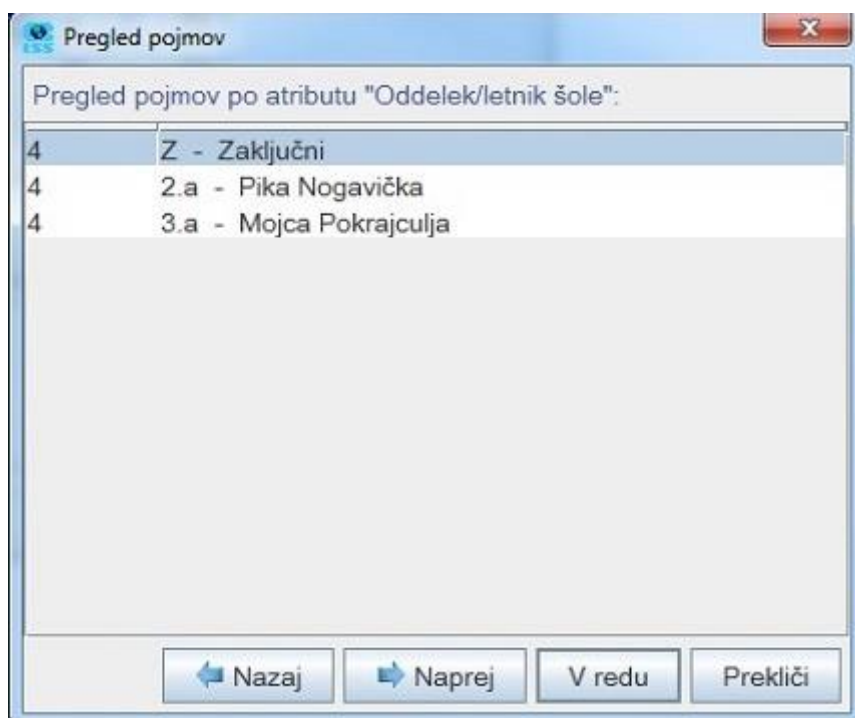 Pregled pojmov
Pregled pojmov po atributu "Oddelek/letnik šole":
4 Z - Zaključni
4 2.a - Pika Nogavička
4 3.a - Mojca Pokrajculja
Nazaj Naprej V redu Prekliči